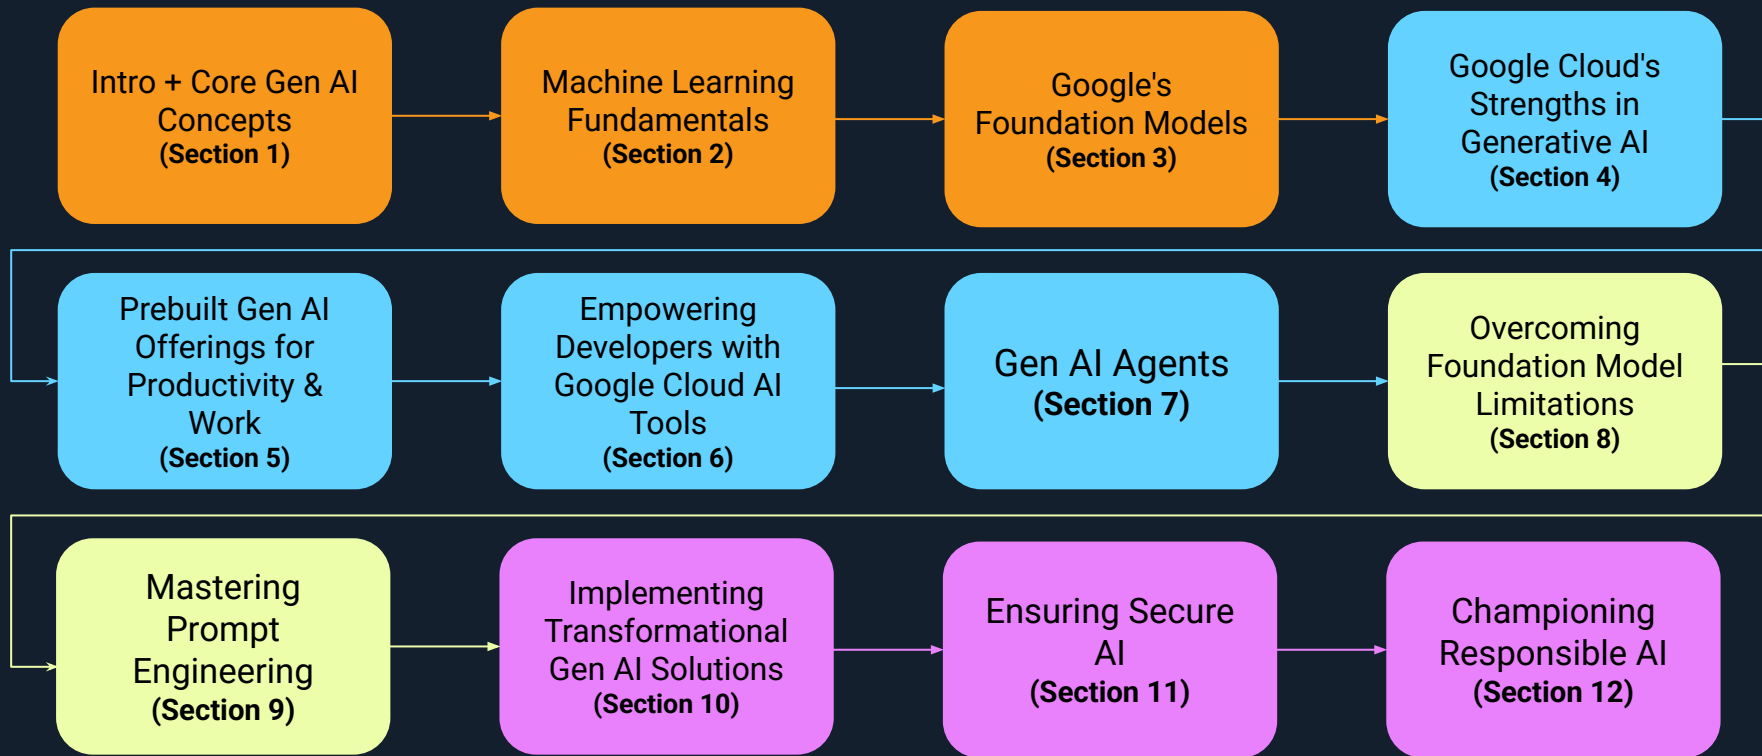 Intro + Core Gen AI
Concepts
(Section 1)
Machine Learning
Fundamentals
(Section 2)
Google's
Foundation Models
(Section 3)
Google Cloud's
Strengths in
Generative AI
(Section 4)
Prebuilt Gen AI
Offerings for
Productivity &
Work
(Section 5)
Empowering
Developers with
Google Cloud AI
Tools
(Section 6)
Gen AI Agents
(Section 7)
Overcoming
Foundation Model
Limitations
(Section 8)
Mastering
Prompt
Engineering
(Section 9)
Implementing
Transformational
Gen AI Solutions
(Section 10)
Ensuring Secure
AI
(Section 11)
Championing
Responsible AI
(Section 12)